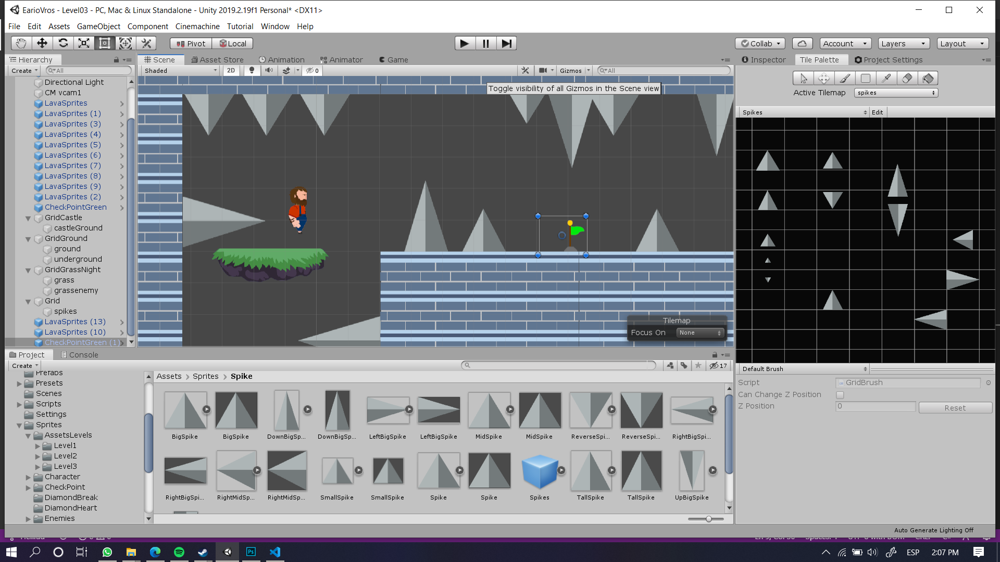 EarioVros - Level03 - PC, Mac & Linux Standalone - Unity 2019.2.19f1 Personal* <DX11>
File Edit Assets GameObject Component Cinemachine Tutorial Window Help
Pivot Local Collab Account Layers Layout
Hierarchy
Create All
Directional Light
CM vcam1
LavaSprites
LavaSprites (1)
LavaSprites (3)
LavaSprites (4)
LavaSprites (5)
LavaSprites (6)
LavaSprites (7)
LavaSprites (8)
LavaSprites (9)
LavaSprites (2)
CheckPointGreen
GridCastle
castleGround
GridGround
ground
underground
GridGrassNight
grass
grassenemy
Grid
spikes
LavaSprites (13)
LavaSprites (10)
CheckPointGreen (1)
Scene Asset Store Animation Animator Game
Shaded 2D 0 Gizmos All
Toggle visibility of all Gizmos in the Scene view
Tilemap
Focus On None
Inspector Tile Palette Project Settings
Active Tilemap spikes
Spikes Edit
Default Brush
Script GridBrush
Can Change Z Position
Z Position 0 Reset
Project Console
Create 17
Prefabs
Presets
Scenes
Scripts
Settings
Sprites
AssetsLevels
Level1
Level2
Level3
Character
CheckPoint
DiamondBreak
DiamondHeart
Enemies
Assets > Sprites > Spike
BigSpike BigSpike DownBigSp... DownBigSp... LeftBigSpike LeftBigSpike MidSpike MidSpike ReverseSpi... ReverseSpi... RightBigSpi...
RightBigSpi... RightMidSp... RightMidSp... SmallSpike SmallSpike Spike Spike Spikes TallSpike TallSpike UpBigSpike
Auto Generate Lighting Off
Ps ESP 2:07 PM